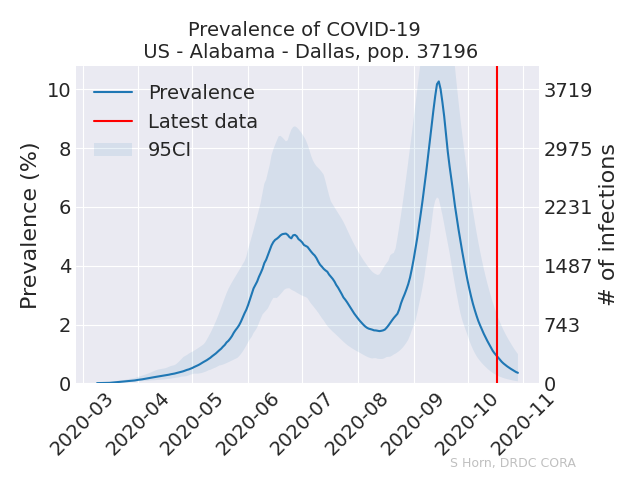 Prevalence of COVID-19
US - Alabama - Dallas, pop. 37196
Prevalence
Latest data
95CI
Prevalence (%)
10
8
6
4
2
0
# of infections
3719
2975
2231
1487
743
0
2020-03
2020-04
2020-05
2020-06
2020-07
2020-08
2020-09
2020-10
2020-11
S Horn, DRDC CORA